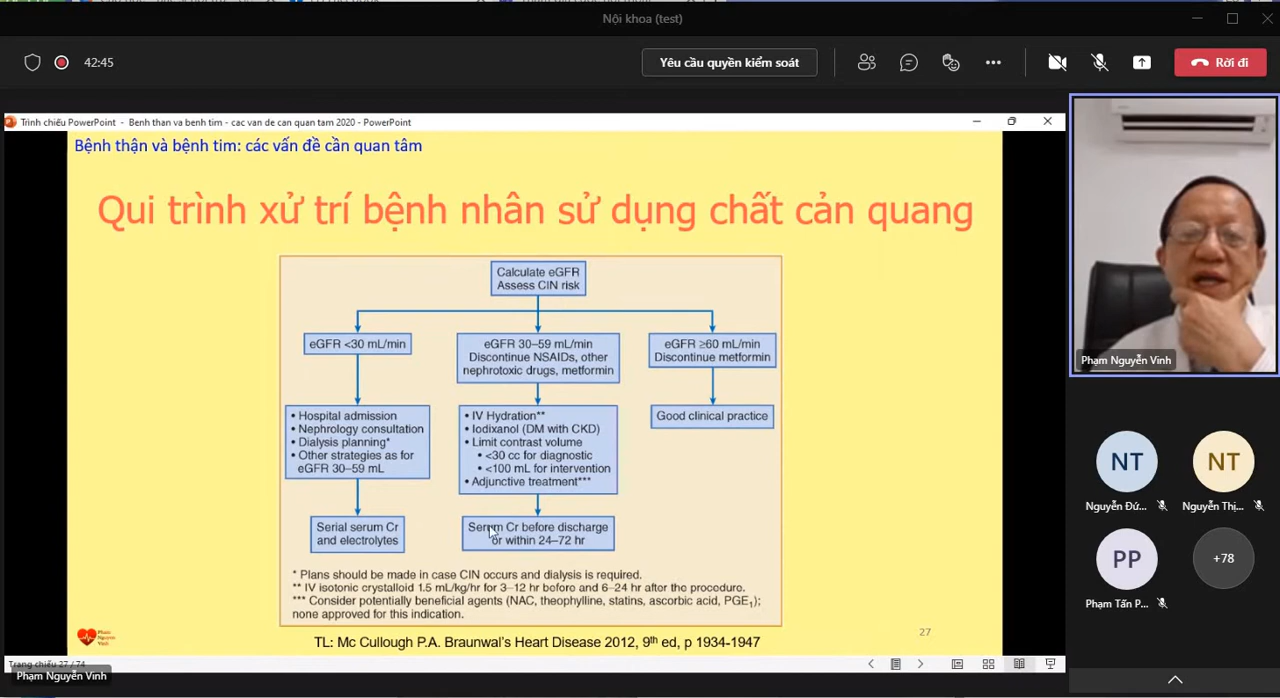 Nội khoa (test)
42:45
Yêu cầu quyền kiểm soát
Rời đi
Trình chiếu PowerPoint - Benh than va benh tim - cac van de can quan tam 2020 - PowerPoint
Bệnh thận và bệnh tim: các vấn đề cần quan tâm
Qui trình xử trí bệnh nhân sử dụng chất cản quang
Calculate eGFR
Assess CIN risk
eGFR <30 mL/min
eGFR 30–59 mL/min
Discontinue NSAIDs, other
nephrotoxic drugs, metformin
eGFR ≥60 mL/min
Discontinue metformin
• Hospital admission
• Nephrology consultation
• Dialysis planning*
• Other strategies as for
eGFR 30–59 mL
• IV Hydration**
• Iodixanol (DM with CKD)
• Limit contrast volume
• <30 cc for diagnostic
• <100 mL for intervention
• Adjunctive treatment***
Good clinical practice
Serial serum Cr
and electrolytes
Serum Cr before discharge
or within 24–72 hr
* Plans should be made in case CIN occurs and dialysis is required.
** IV isotonic crystalloid 1.5 mL/kg/hr for 3–12 hr before and 6–24 hr after the procedure.
*** Consider potentially beneficial agents (NAC, theophylline, statins, ascorbic acid, PGE1);
none approved for this indication.
Phạm Nguyễn Vinh
27
TL: Mc Cullough P.A. Braunwal's Heart Disease 2012, 9th ed, p 1934-1947
Trang chiếu 27 / 74
Phạm Nguyễn Vinh
Phạm Nguyễn Vinh
NT
NT
Nguyễn Đứ...
Nguyễn Thị...
PP
+78
Phạm Tấn P...